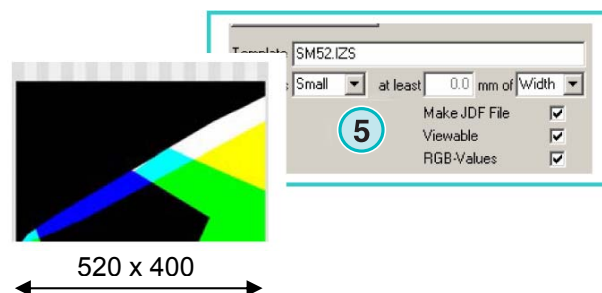 Template SM52.IZS
Small at least 0.0 mm of Width
5 Make JDF File
Viewable
RGB-Values
520 x 400